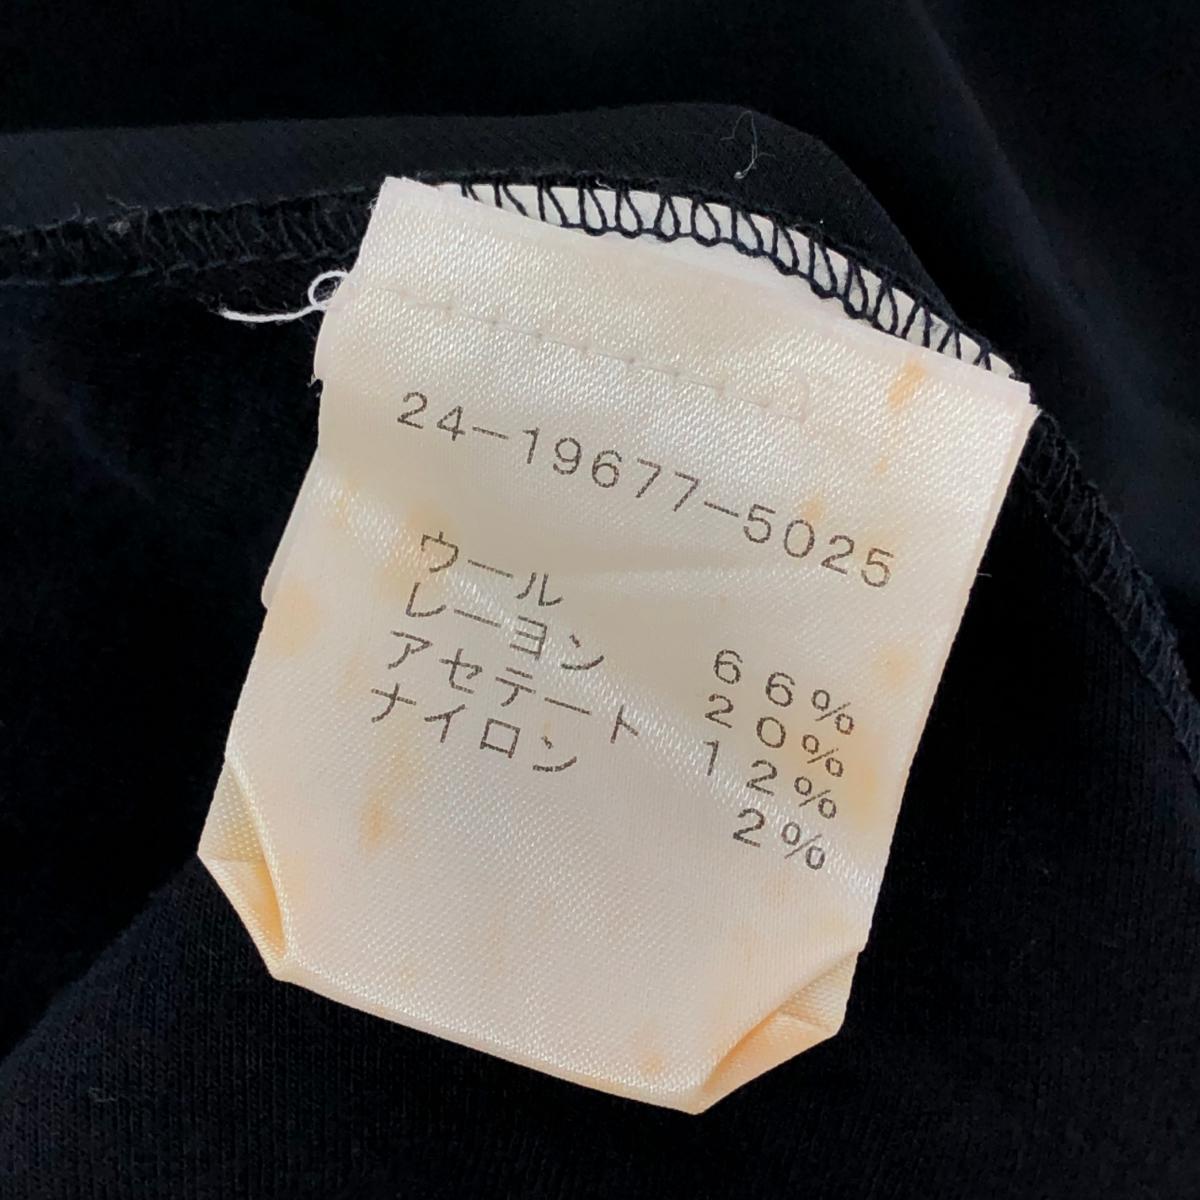 24-19677-5025
ウール 66%
レーヨン 20%
アセテート 12%
ナイロン 2%